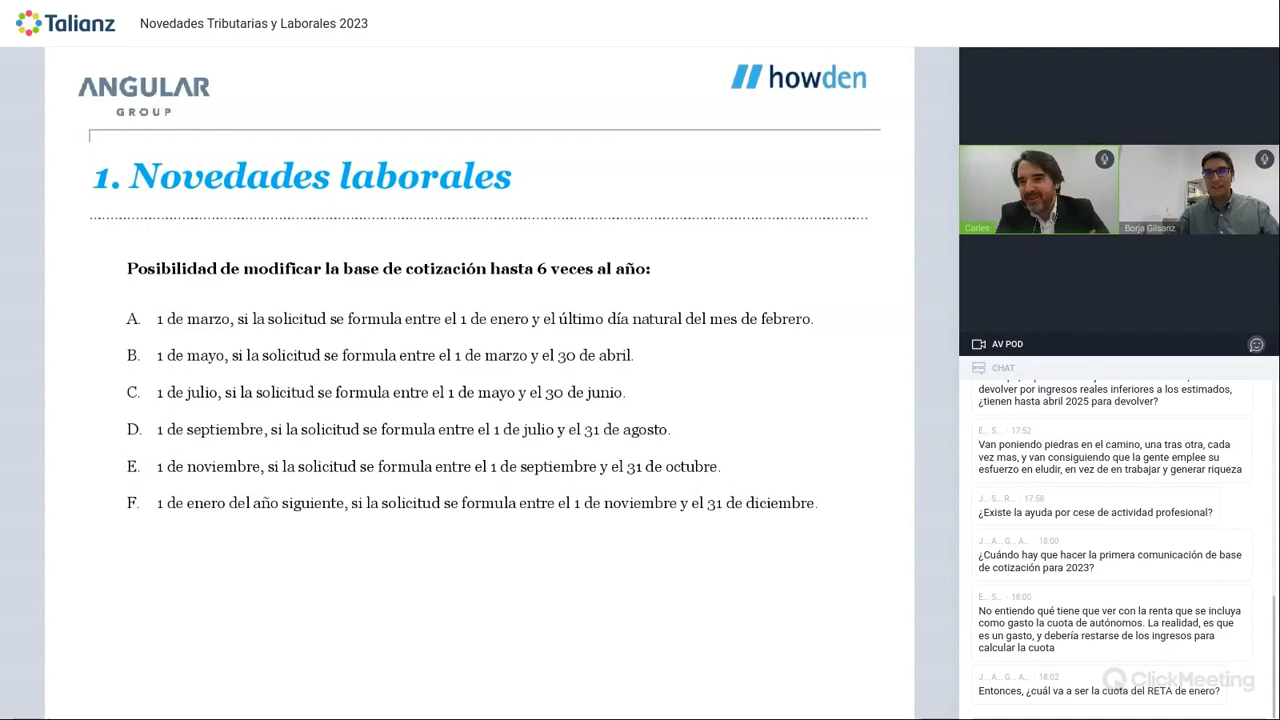 Talianz
Novedades Tributarias y Laborales 2023
ANGULAR
GROUP
howden
1. Novedades laborales
Posibilidad de modificar la base de cotización hasta 6 veces al año:
A. 1 de marzo, si la solicitud se formula entre el 1 de enero y el último día natural del mes de febrero.
B. 1 de mayo, si la solicitud se formula entre el 1 de marzo y el 30 de abril.
C. 1 de julio, si la solicitud se formula entre el 1 de mayo y el 30 de junio.
D. 1 de septiembre, si la solicitud se formula entre el 1 de julio y el 31 de agosto.
E. 1 de noviembre, si la solicitud se formula entre el 1 de septiembre y el 31 de octubre.
F. 1 de enero del año siguiente, si la solicitud se formula entre el 1 de noviembre y el 31 de diciembre.
Carles
Borja Gilsanz
AV POD
CHAT
devolver por ingresos reales inferiores a los estimados,
¿tienen hasta abril 2025 para devolver?
E... S... · 17:52
Van poniendo piedras en el camino, una tras otra, cada
vez mas, y van consiguiendo que la gente emplee su
esfuerzo en eludir, en vez de en trabajar y generar riqueza
J... S... R... · 17:58
¿Existe la ayuda por cese de actividad profesional?
J... A... G... A... · 18:00
¿Cuándo hay que hacer la primera comunicación de base
de cotización para 2023?
E... S... · 18:00
No entiendo qué tiene que ver con la renta que se incluya
como gasto la cuota de autónomos. La realidad, es que
es un gasto, y debería restarse de los ingresos para
calcular la cuota
J... A... G... A... · 18:02
Entonces, ¿cuál va a ser la cuota del RETA de enero?
ClickMeeting